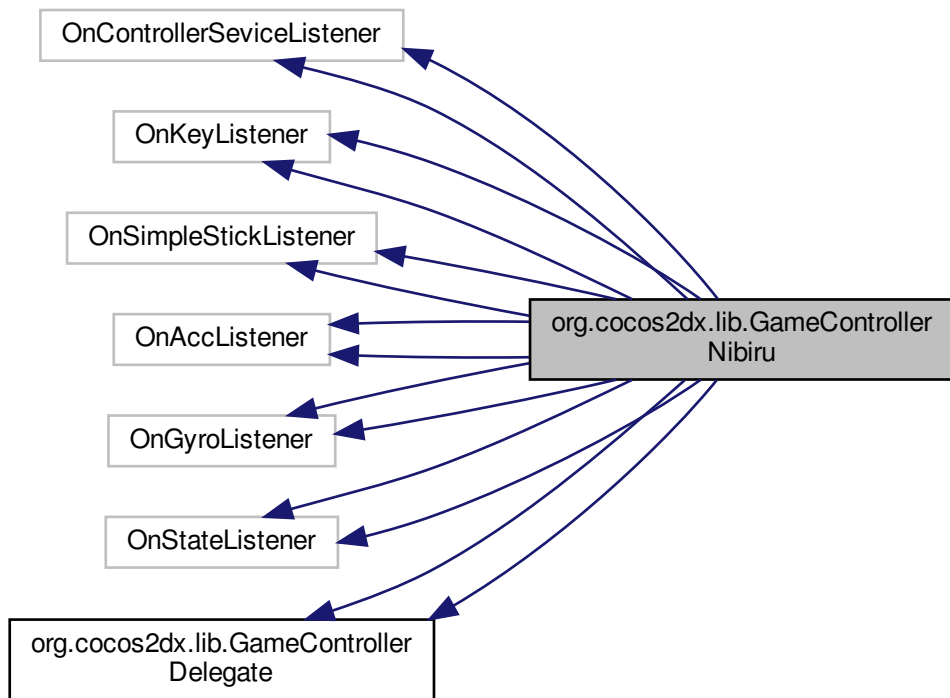 OnControllerSeviceListener
OnKeyListener
OnSimpleStickListener
OnAccListener
OnGyroListener
OnStateListener
org.cocos2dx.lib.GameController
Delegate
org.cocos2dx.lib.GameController
Nibiru